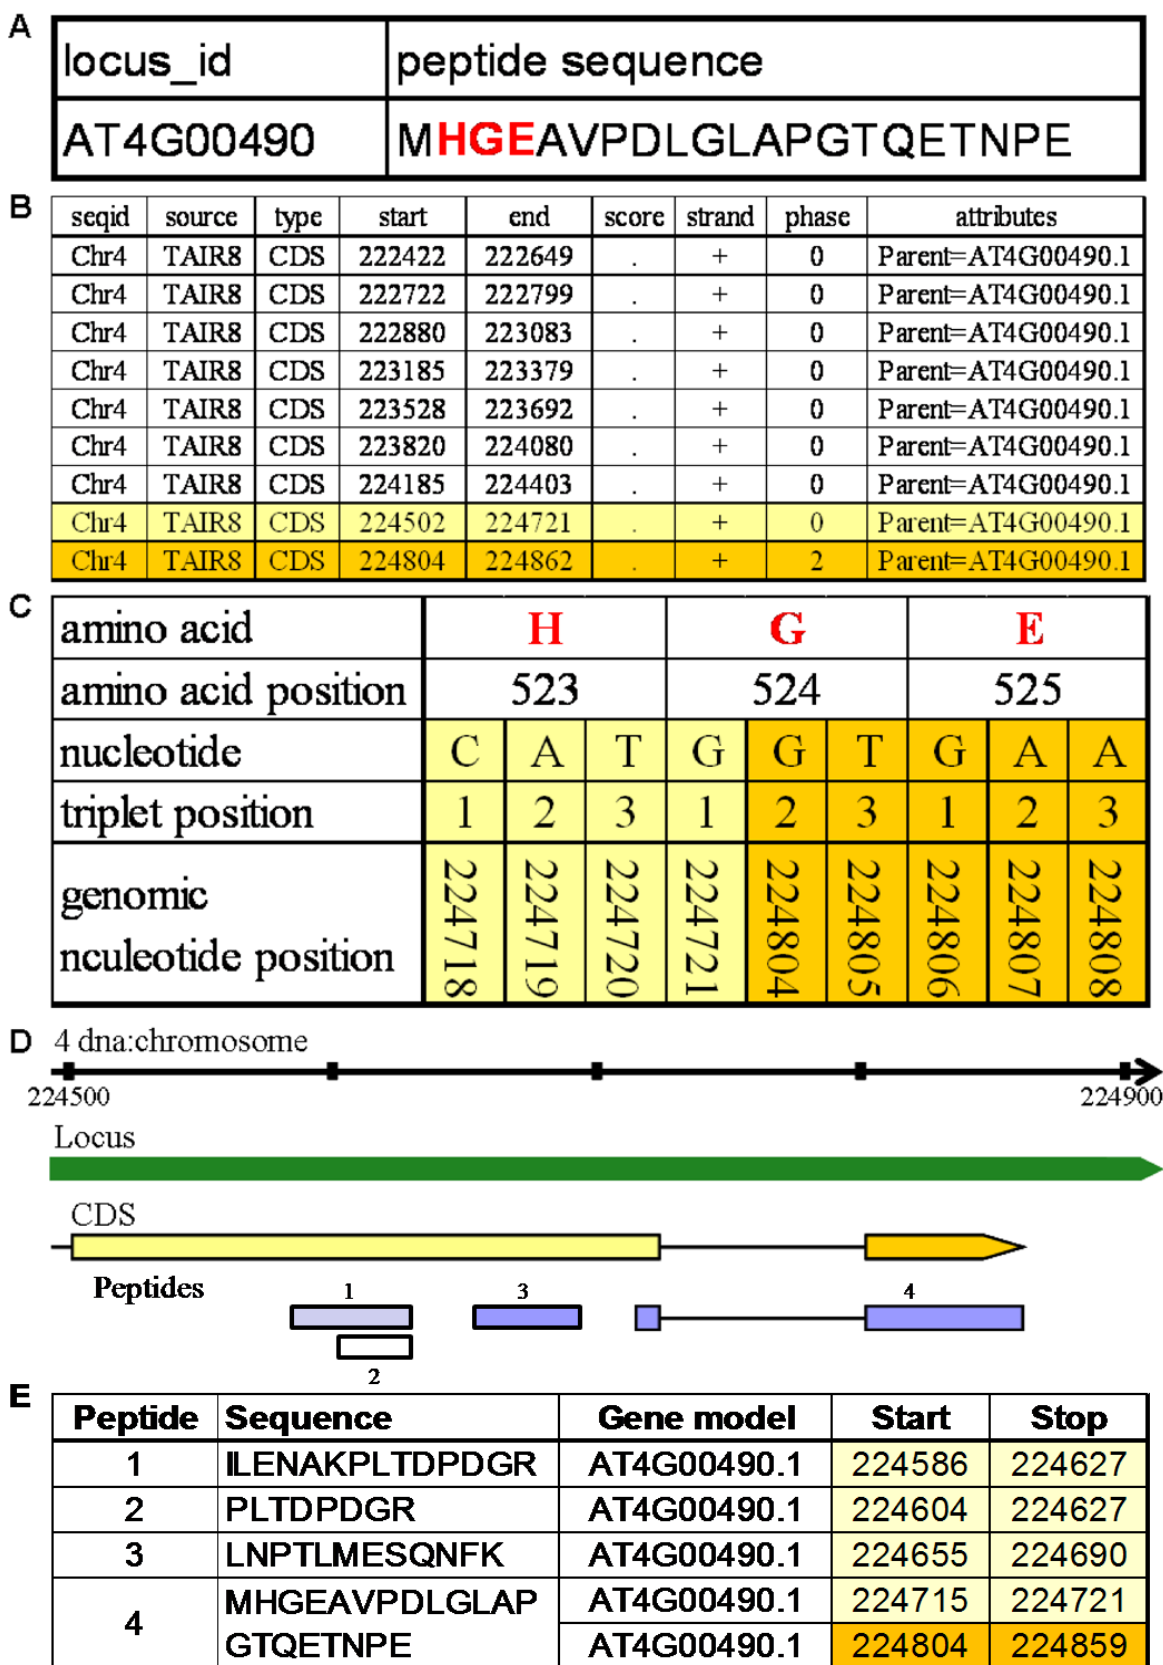 A
locus_id peptide sequence
AT4G00490 MHGEAVPDLGLAPGTQETNPE
B
seqid source type start end score strand phase attributes
Chr4 TAIR8 CDS 222422 222649 . + 0 Parent=AT4G00490.1
Chr4 TAIR8 CDS 222722 222799 . + 0 Parent=AT4G00490.1
Chr4 TAIR8 CDS 222880 223083 . + 0 Parent=AT4G00490.1
Chr4 TAIR8 CDS 223185 223379 . + 0 Parent=AT4G00490.1
Chr4 TAIR8 CDS 223528 223692 . + 0 Parent=AT4G00490.1
Chr4 TAIR8 CDS 223820 224080 . + 0 Parent=AT4G00490.1
Chr4 TAIR8 CDS 224185 224403 . + 0 Parent=AT4G00490.1
Chr4 TAIR8 CDS 224502 224721 . + 0 Parent=AT4G00490.1
Chr4 TAIR8 CDS 224804 224862 . + 2 Parent=AT4G00490.1
C
amino acid H G E
amino acid position 523 524 525
nucleotide C A T G G T G A A
triplet position 1 2 3 1 2 3 1 2 3
genomic
nculeotide position 224718 224719 224720 224721 224804 224805 224806 224807 224808
D 4 dna:chromosome
224500 224900
Locus
CDS
Peptides 1 3 4
2
E
Peptide Sequence Gene model Start Stop
1 ILENAKPLTDPDGR AT4G00490.1 224586 224627
2 PLTDPDGR AT4G00490.1 224604 224627
3 LNPTLMESQNFK AT4G00490.1 224655 224690
4 MHGEAVPDLGLAP AT4G00490.1 224715 224721
GTQETNPE AT4G00490.1 224804 224859